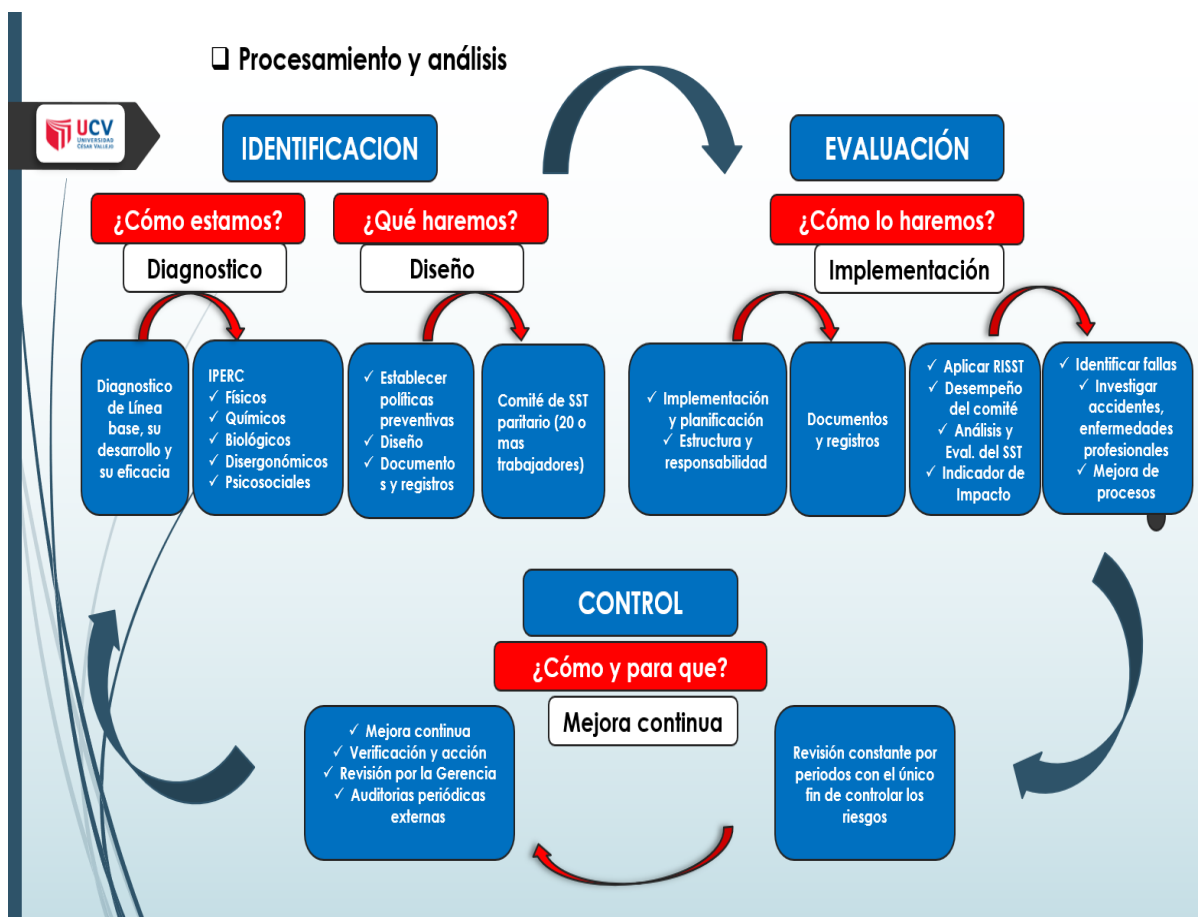 ❑ Procesamiento y análisis
UCV
UNIVERSIDAD
CÉSAR VALLEJO
IDENTIFICACION
¿Cómo estamos?
Diagnostico
Diagnostico
de Línea
base, su
desarrollo y
su eficacia
IPERC
✓ Físicos
✓ Químicos
✓ Biológicos
✓ Disergonómicos
✓ Psicosociales
¿Qué haremos?
Diseño
✓ Establecer
políticas
preventivas
✓ Diseño
✓ Documento
s y registros
Comité de SST
paritario (20 o
mas
trabajadores)
EVALUACIÓN
¿Cómo lo haremos?
Implementación
✓ Implementación
y planificación
✓ Estructura y
responsabilidad
Documentos
y registros
✓ Aplicar RISST
✓ Desempeño
del comité
✓ Análisis y
Eval. del SST
✓ Indicador de
Impacto
✓ Identificar fallas
✓ Investigar
accidentes,
enfermedades
profesionales
✓ Mejora de
procesos
CONTROL
¿Cómo y para que?
Mejora continua
✓ Mejora continua
✓ Verificación y acción
✓ Revisión por la Gerencia
✓ Auditorias periódicas
externas
Revisión constante por
periodos con el único
fin de controlar los
riesgos